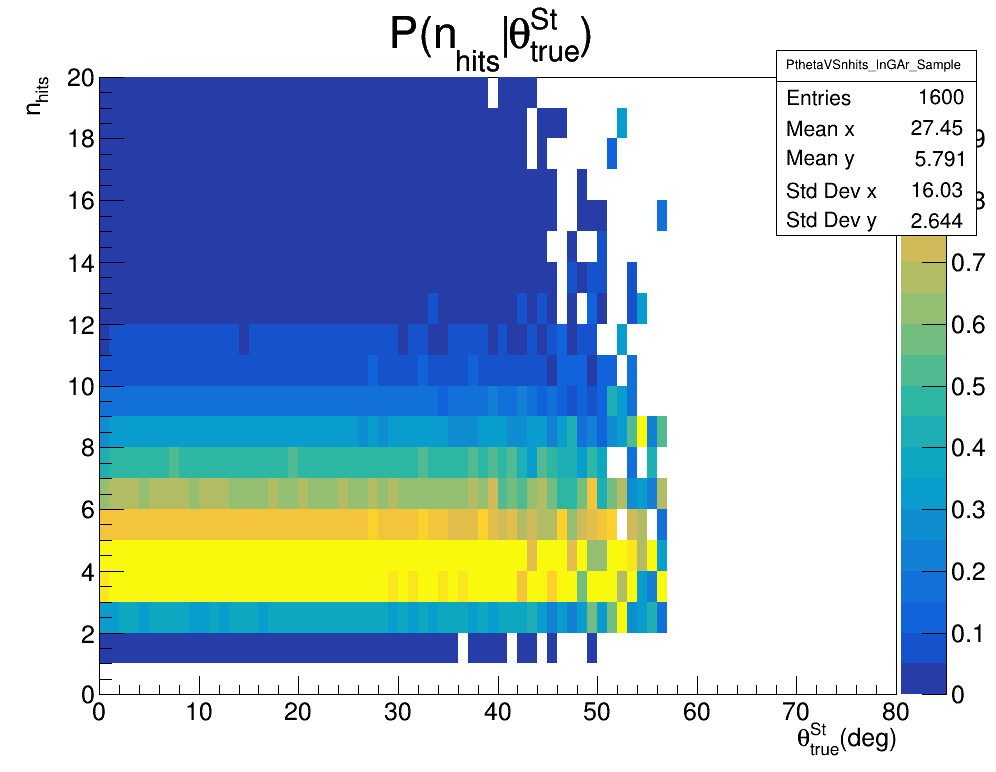 P(n_hits|θ^St_true)
PthetaVSnhits_InGAr_Sample
Entries 1600
Mean x 27.45
Mean y 5.791
Std Dev x 16.03
Std Dev y 2.644
n_hits
20
18
16
14
12
10
8
6
4
2
0
0 10 20 30 40 50 60 70 80
θ^St_true(deg)
9
8
0.7
0.6
0.5
0.4
0.3
0.2
0.1
0